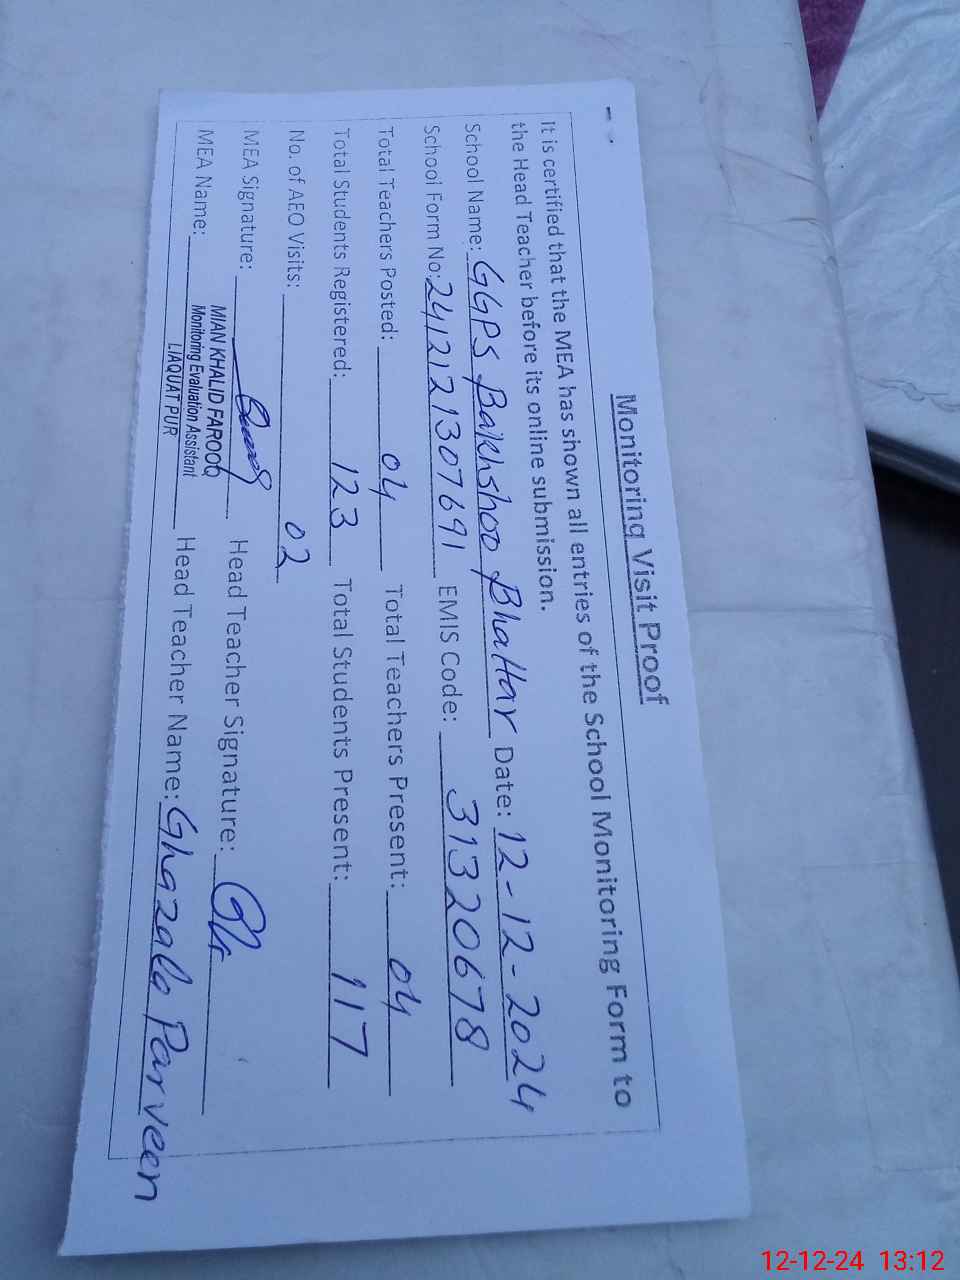 Monitoring Visit Proof
It is certified that the MEA has shown all entries of the School Monitoring Form to
the Head Teacher before its online submission.
School Name: GGPS Bakhshoo Bhattar Date: 12-12-2024
School Form No: 2412121307691 EMIS Code: 31320678
Total Teachers Posted: 04 Total Teachers Present: 04
Total Students Registered: 123 Total Students Present: 117
No. of AEO Visits: 02
MEA Signature: Head Teacher Signature:
MEA Name: MIAN KHALID FAROOQ Head Teacher Name: Ghazala Parveen
Monitoring Evaluation Assistant
LIAQUAT PUR
12-12-24 13:12